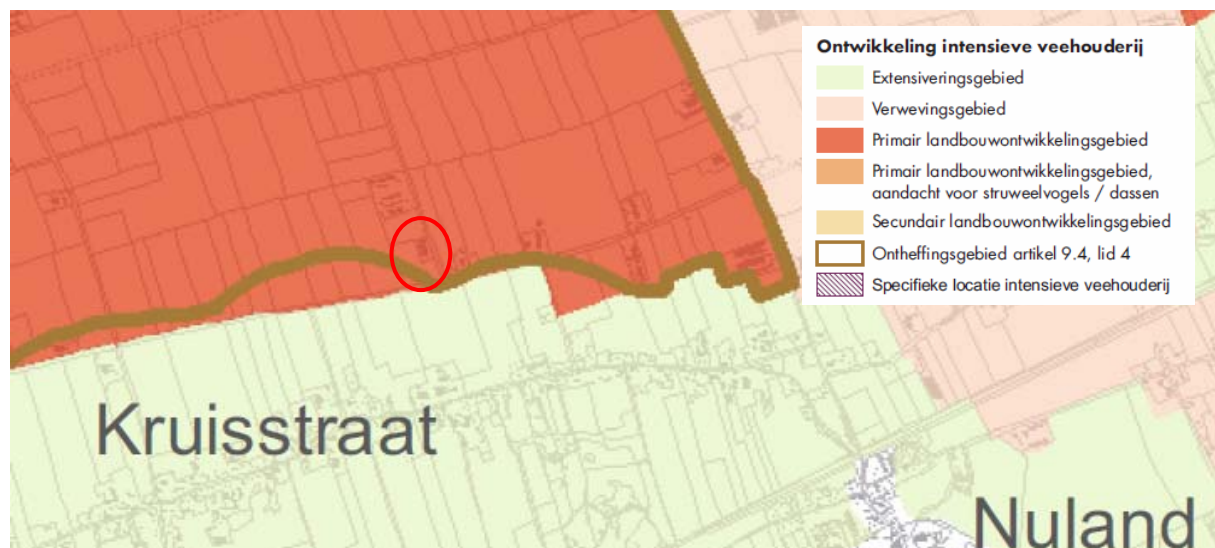 Ontwikkeling intensieve veehouderij
Extensiveringsgebied
Verwevingsgebied
Primair landbouwontwikkelingsgebied
Primair landbouwontwikkelingsgebied,
aandacht voor struweelvogels / dassen
Secundair landbouwontwikkelingsgebied
Ontheffingsgebied artikel 9.4, lid 4
Specifieke locatie intensieve veehouderij
Kruisstraat
Nuland